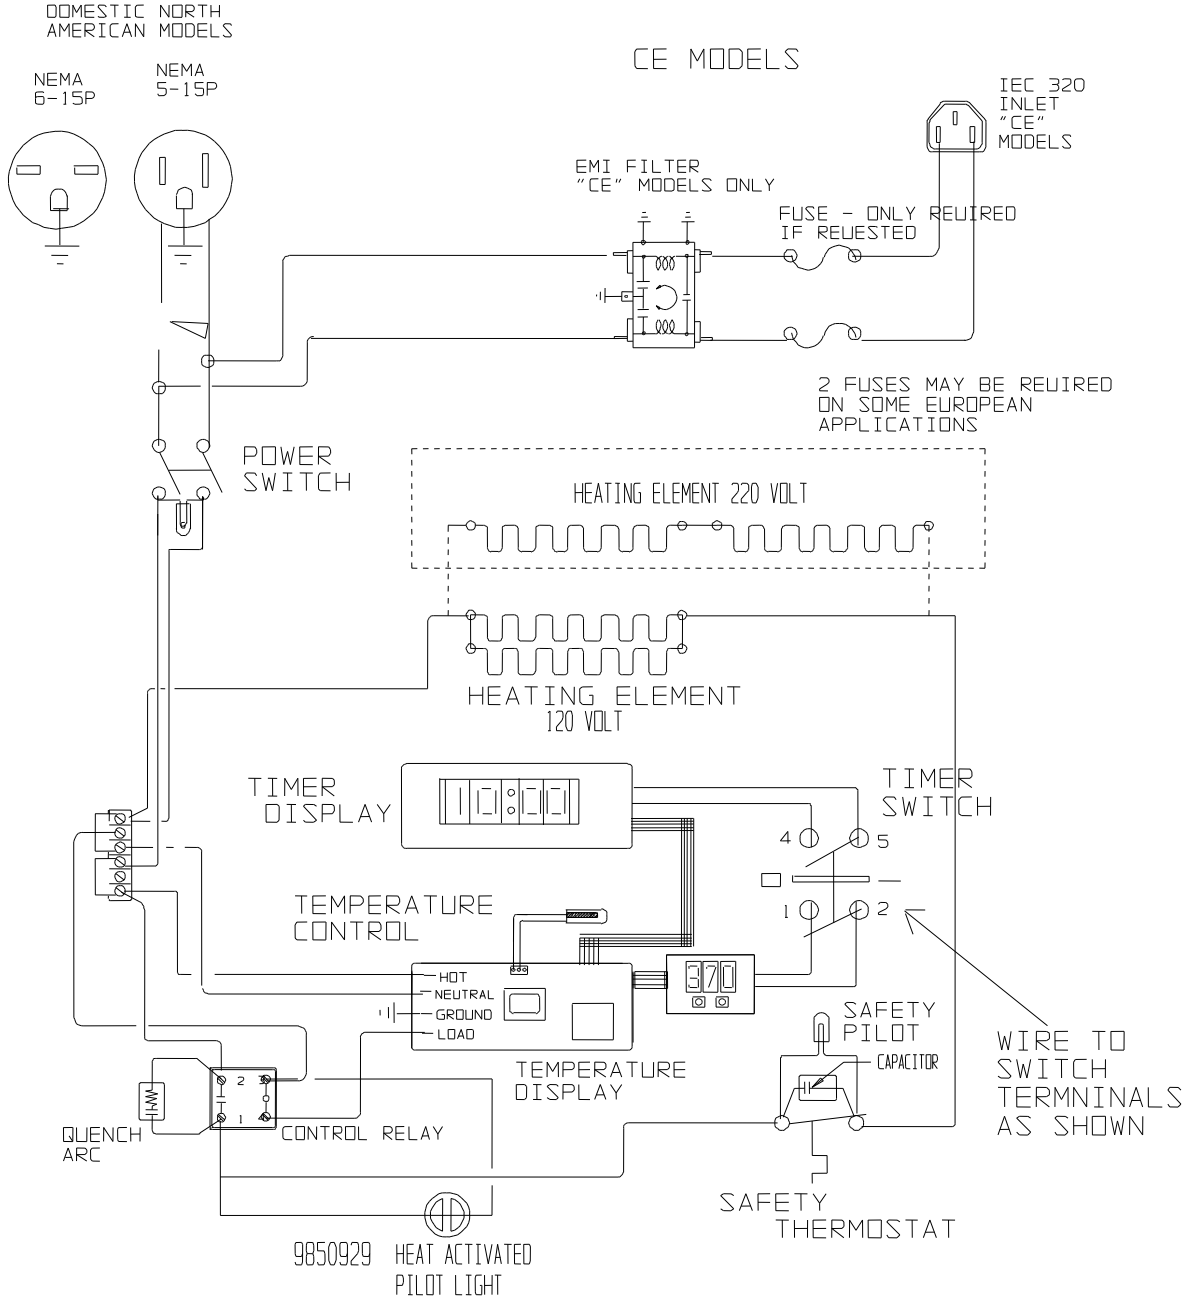 DOMESTIC NORTH
AMERICAN MODELS
NEMA
6-15P
NEMA
5-15P
CE MODELS
IEC 320
INLET
"CE"
MODELS
EMI FILTER
"CE" MODELS ONLY
FUSE - ONLY REUIRED
IF REUESTED
2 FUSES MAY BE REUIRED
ON SOME EUROPEAN
APPLICATIONS
POWER
SWITCH
HEATING ELEMENT 220 VOLT
HEATING ELEMENT
120 VOLT
TIMER
DISPLAY
10:00
TIMER
SWITCH
4
5
1
2
TEMPERATURE
CONTROL
HOT
NEUTRAL
GROUND
LOAD
370
TEMPERATURE
DISPLAY
SAFETY
PILOT
CAPACITOR
WIRE TO
SWITCH
TERMNINALS
AS SHOWN
2
3
1
4
QUENCH
ARC
CONTROL RELAY
SAFETY
THERMOSTAT
9850929
HEAT ACTIVATED
PILOT LIGHT